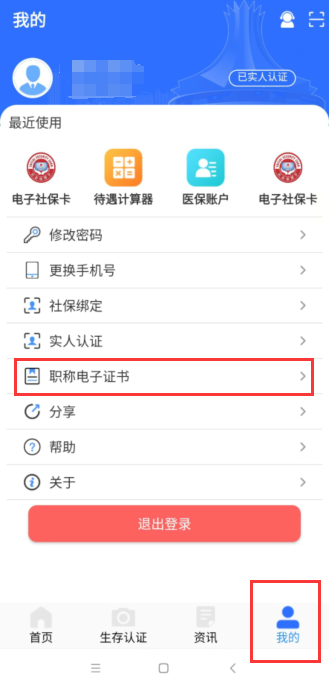 我的
已实人认证
最近使用
电子社保卡 待遇计算器 医保账户 电子社保卡
修改密码
更换手机号
社保绑定
实人认证
职称电子证书
分享
帮助
关于
退出登录
首页 生存认证 资讯 我的